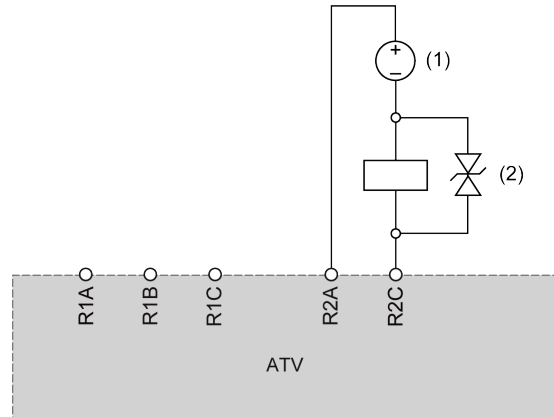 +
(1)
−
(2)
R1A
R1B
R1C
R2A
R2C
ATV